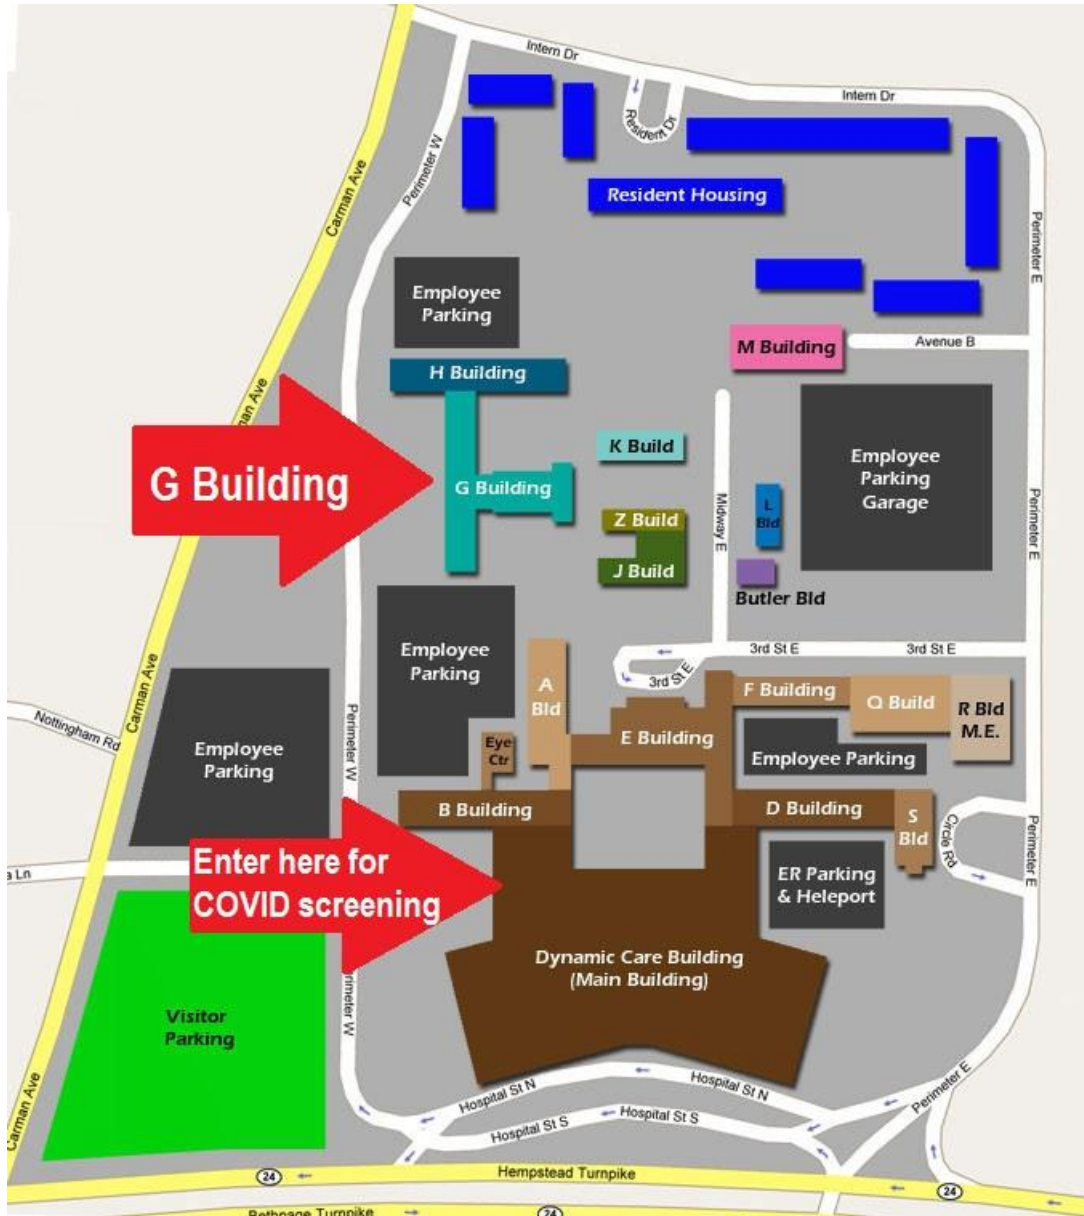 Intern Dr
Intern Dr
Resident Dr
Perimeter W
Carman Ave
Resident Housing
Perimeter E
Employee
Parking
M Building
Avenue B
H Building
man Ave
G Building
K Build
G Building
Employee
Parking
Garage
L
Bld
Midway E
Perimeter E
Z Build
J Build
Butler Bld
Employee
Parking
3rd St E
3rd St E
3rd St E
A
Bld
F Building
Q Build
R Bld
M.E.
Carman Ave
Nottingham Rd
Perimeter W
Employee
Parking
Eye
Ctr
E Building
Employee Parking
B Building
D Building
S
Bld
Circle Rd
Perimeter E
Enter here for
COVID screening
a Ln
ER Parking
& Heleport
Dynamic Care Building
(Main Building)
Visitor
Parking
rimeter W
Carman Ave
Hospital St N
Hospital St N
Perimeter E
Hospital St S
Hospital St S
24
Hempstead Turnpike
24
Bethpage Turnpike
24